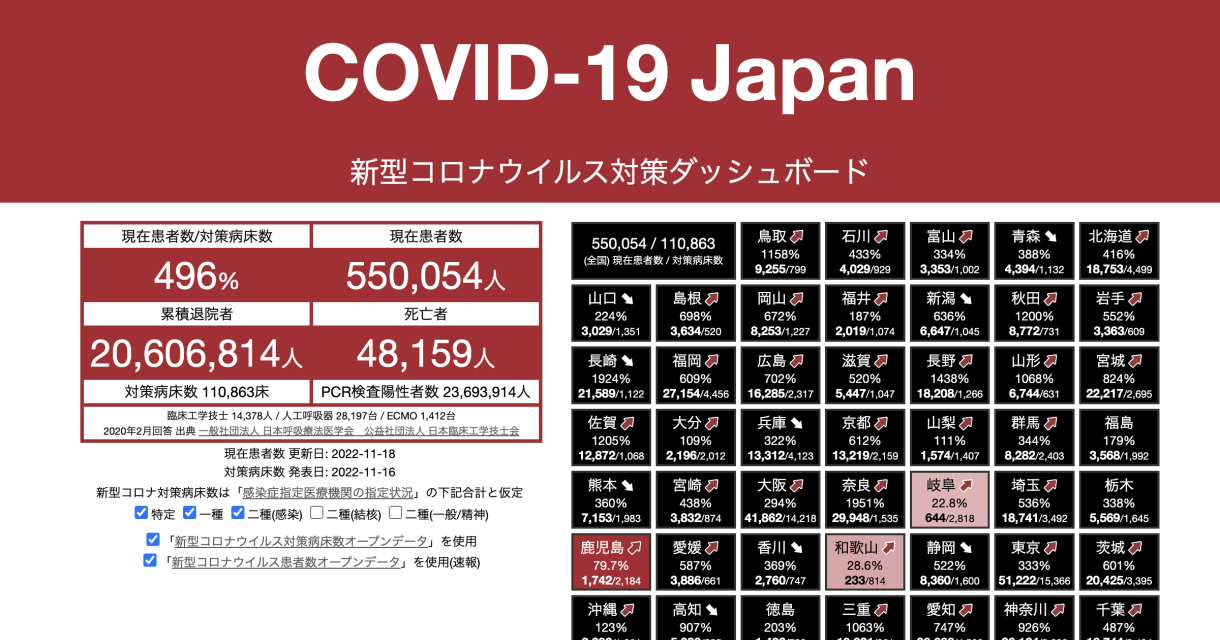 COVID-19 Japan
新型コロナウイルス対策ダッシュボード
現在患者数/対策病床数
現在患者数
496%
550,054人
累積退院者
死亡者
20,606,814人
48,159人
対策病床数 110,863床
PCR検査陽性者数 23,693,914人
臨床工学技士 14,378人 / 人工呼吸器 28,197台 / ECMO 1,412台
2020年2月回答 出典 一般社団法人 日本呼吸療法医学会 公益社団法人 日本臨床工学技士会
現在患者数 更新日: 2022-11-18
対策病床数 発表日: 2022-11-16
新型コロナ対策病床数は「感染症指定医療機関の指定状況」の下記合計と仮定
特定 一種 二種(感染) 二種(結核) 二種(一般/精神)
「新型コロナウイルス対策病床数オープンデータ」を使用
「新型コロナウイルス患者数オープンデータ」を使用(速報)
550,054 / 110,863
(全国) 現在患者数 / 対策病床数
鳥取
1158%
9,255/799
石川
433%
4,029/929
富山
334%
3,353/1,002
青森
388%
4,394/1,132
北海道
416%
18,753/4,499
山口
224%
3,029/1,351
島根
698%
3,634/520
岡山
672%
8,253/1,227
福井
187%
2,019/1,074
新潟
636%
6,647/1,045
秋田
1200%
8,772/731
岩手
552%
3,363/609
長崎
1924%
21,589/1,122
福岡
609%
27,154/4,456
広島
702%
16,285/2,317
滋賀
520%
5,447/1,047
長野
1438%
18,208/1,266
山形
1068%
6,744/631
宮城
824%
22,217/2,695
佐賀
1205%
12,872/1,068
大分
109%
2,196/2,012
兵庫
322%
13,312/4,123
京都
612%
13,219/2,159
山梨
111%
1,574/1,407
群馬
344%
8,282/2,403
福島
179%
3,568/1,992
熊本
360%
7,153/1,983
宮崎
438%
3,832/874
大阪
294%
41,862/14,218
奈良
1951%
29,948/1,535
岐阜
22.8%
644/2,818
埼玉
536%
18,741/3,492
栃木
338%
5,569/1,645
鹿児島
79.7%
1,742/2,184
愛媛
587%
3,886/661
香川
369%
2,760/747
和歌山
28.6%
233/814
静岡
522%
8,360/1,600
東京
333%
51,222/15,366
茨城
601%
20,425/3,395
沖縄
123%
高知
907%
徳島
203%
三重
1063%
愛知
747%
神奈川
926%
千葉
487%